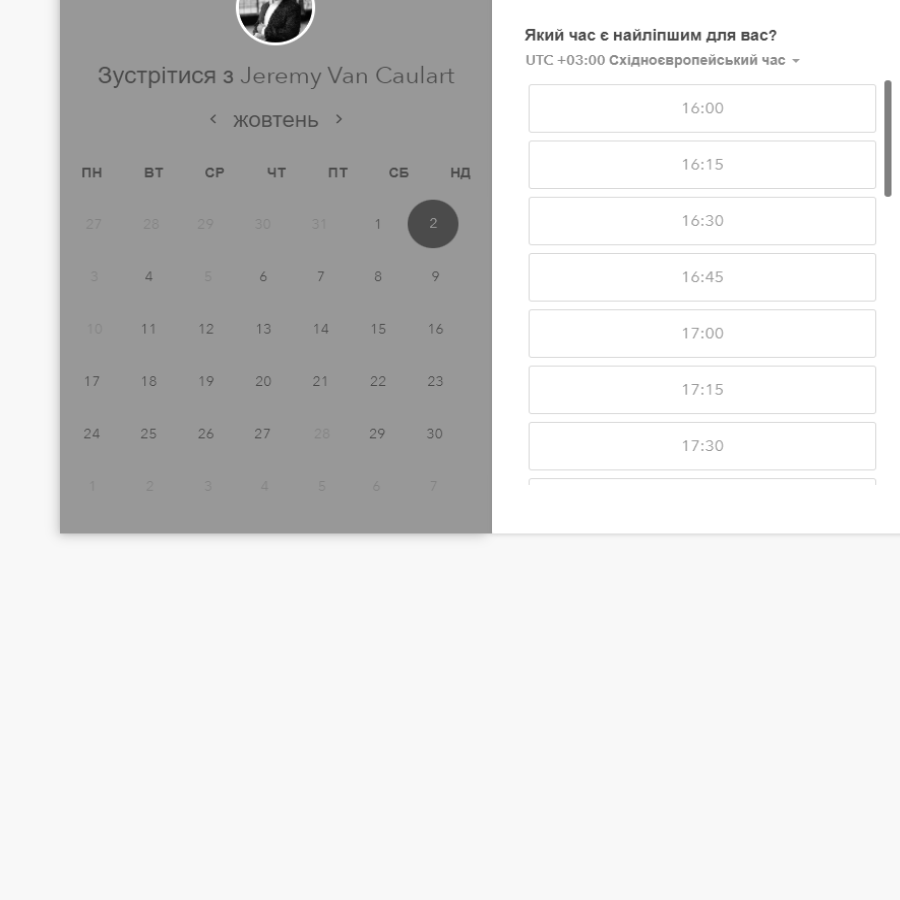 Зустрітися з Jeremy Van Caulart
жовтень
ПН ВТ СР ЧТ ПТ СБ НД
27 28 29 30 31 1 2
3 4 5 6 7 8 9
10 11 12 13 14 15 16
17 18 19 20 21 22 23
24 25 26 27 28 29 30
1 2 3 4 5 6 7
Який час є найліпшим для вас?
UTC +03:00 Східноєвропейський час
16:00
16:15
16:30
16:45
17:00
17:15
17:30